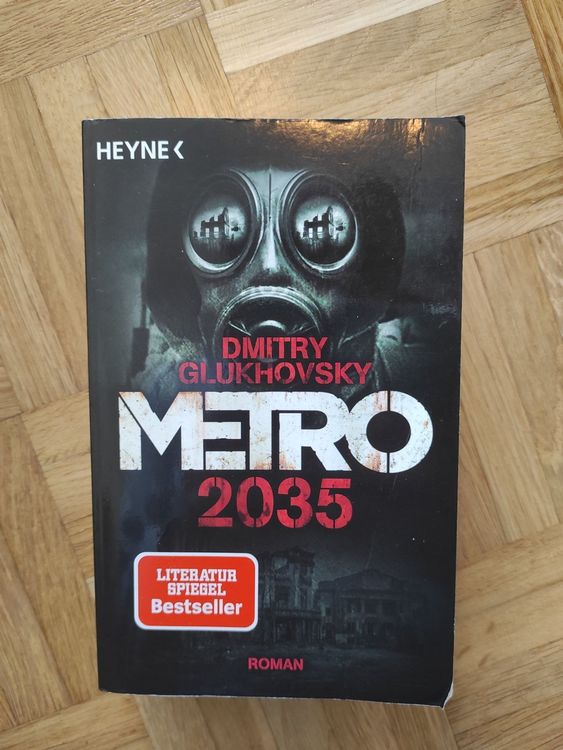 HEYNE
DMITRY
GLUKHOVSKY
METRO
2035
LITERATUR
SPIEGEL
Bestseller
ROMAN